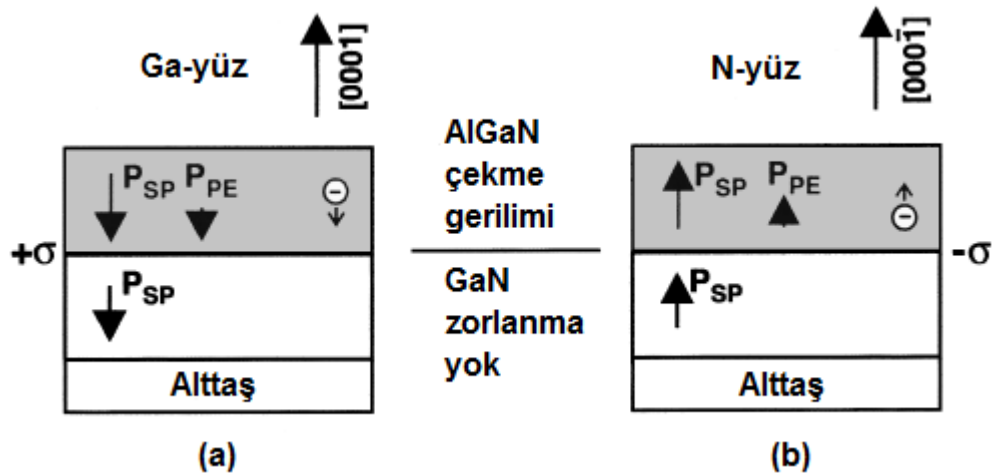 Ga-yüz
[0001]
P_SP P_PE
⊖
+σ
P_SP
Alttaş
(a)
AlGaN
çekme
gerilimi
GaN
zorlanma
yok
N-yüz
[0001̄]
P_SP P_PE
⊖
-σ
P_SP
Alttaş
(b)